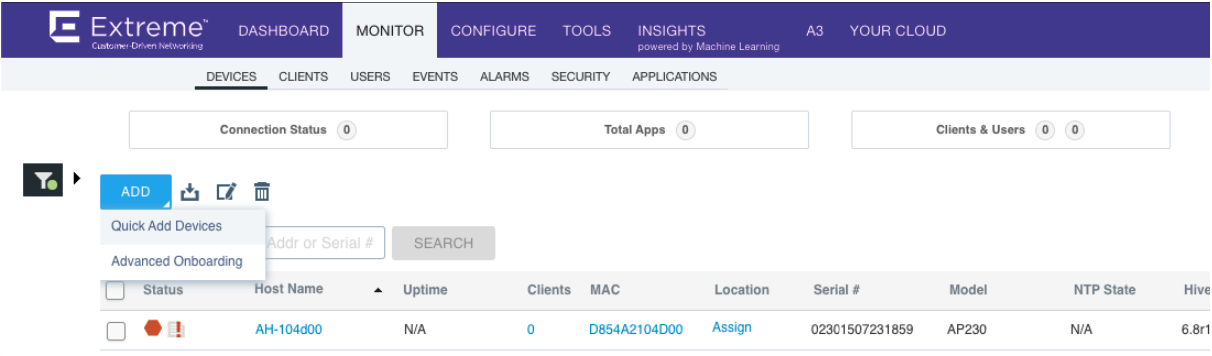 Extreme™ DASHBOARD MONITOR CONFIGURE TOOLS INSIGHTS A3 YOUR CLOUD
Customer-Driven Networking powered by Machine Learning
DEVICES CLIENTS USERS EVENTS ALARMS SECURITY APPLICATIONS
Connection Status 0 Total Apps 0 Clients & Users 0 0
ADD
Quick Add Devices
Addr or Serial # SEARCH
Advanced Onboarding
Status Host Name Uptime Clients MAC Location Serial # Model NTP State Hive
AH-104d00 N/A 0 D854A2104D00 Assign 02301507231859 AP230 N/A 6.8r1